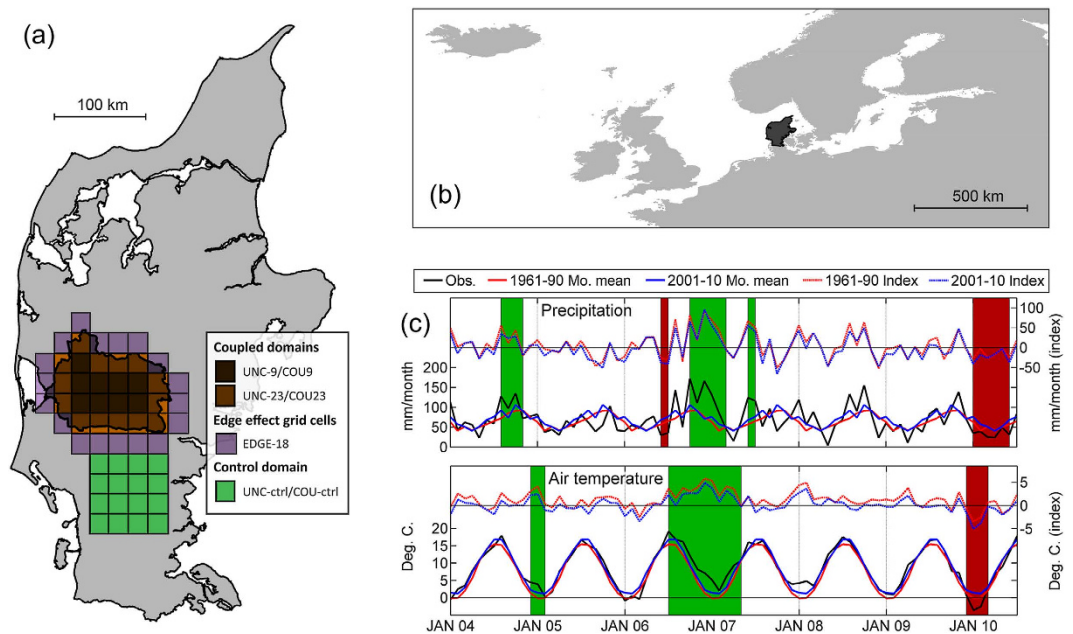 (a)
100 km
Coupled domains
UNC-9/COU9
UNC-23/COU23
Edge effect grid cells
EDGE-18
Control domain
UNC-ctrl/COU-ctrl
(b)
500 km
Obs. 1961-90 Mo. mean 2001-10 Mo. mean 1961-90 Index 2001-10 Index
(c)
Precipitation
100
50
0
-50
mm/month (index)
200
150
100
50
0
mm/month
Air temperature
5
0
-5
Deg. C. (index)
20
15
10
5
0
Deg. C.
JAN 04 JAN 05 JAN 06 JAN 07 JAN 08 JAN 09 JAN 10